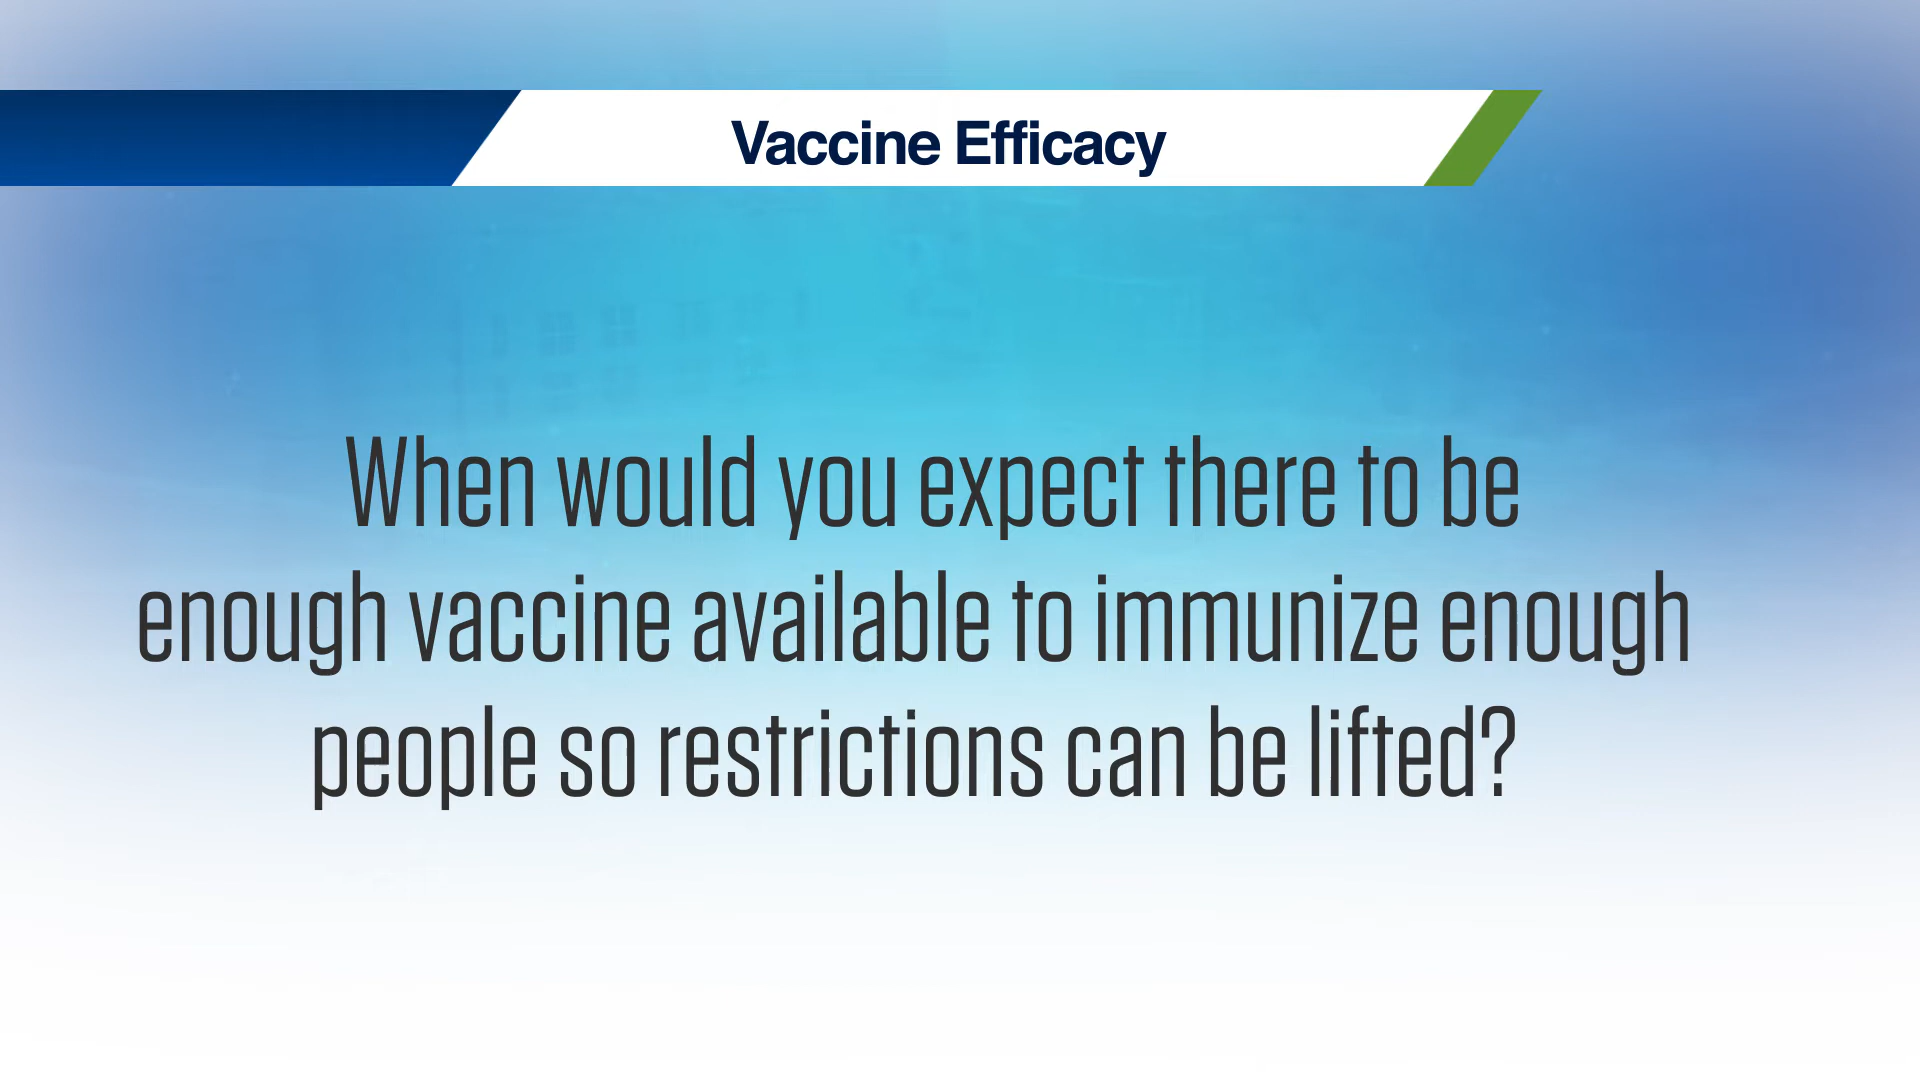 Vaccine Efficacy
When would you expect there to be
enough vaccine available to immunize enough
people so restrictions can be lifted?